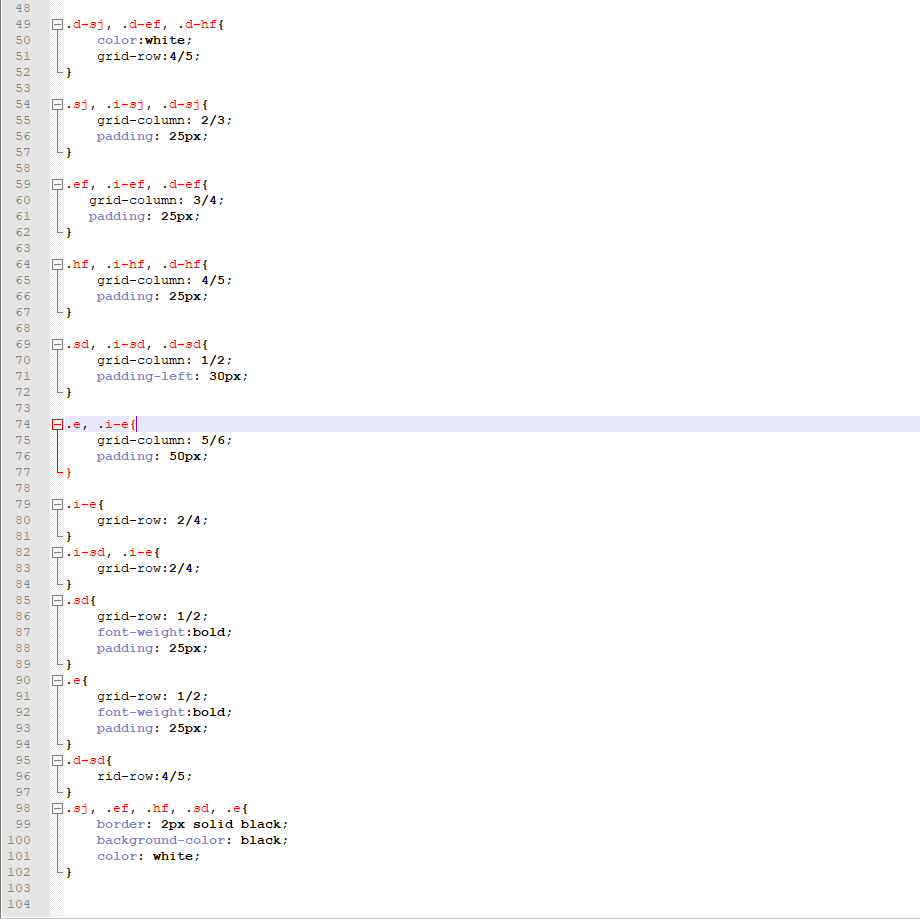 48
49 .d-sj, .d-ef, .d-hf{
50 color:white;
51 grid-row:4/5;
52 }
53
54 .sj, .i-sj, .d-sj{
55 grid-column: 2/3;
56 padding: 25px;
57 }
58
59 .ef, .i-ef, .d-ef{
60 grid-column: 3/4;
61 padding: 25px;
62 }
63
64 .hf, .i-hf, .d-hf{
65 grid-column: 4/5;
66 padding: 25px;
67 }
68
69 .sd, .i-sd, .d-sd{
70 grid-column: 1/2;
71 padding-left: 30px;
72 }
73
74 .e, .i-e{
75 grid-column: 5/6;
76 padding: 50px;
77 }
78
79 .i-e{
80 grid-row: 2/4;
81 }
82 .i-sd, .i-e{
83 grid-row:2/4;
84 }
85 .sd{
86 grid-row: 1/2;
87 font-weight:bold;
88 padding: 25px;
89 }
90 .e{
91 grid-row: 1/2;
92 font-weight:bold;
93 padding: 25px;
94 }
95 .d-sd{
96 rid-row:4/5;
97 }
98 .sj, .ef, .hf, .sd, .e{
99 border: 2px solid black;
100 background-color: black;
101 color: white;
102 }
103
104